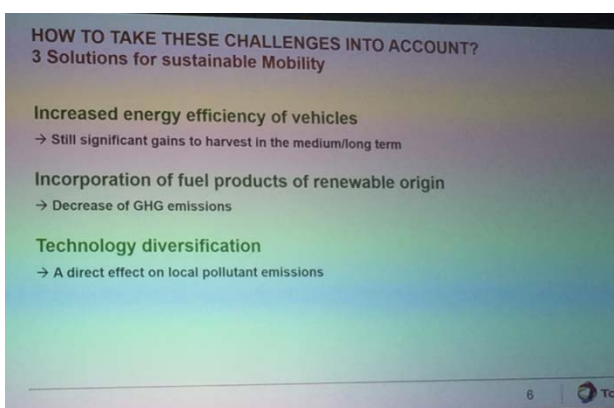 HOW TO TAKE THESE CHALLENGES INTO ACCOUNT?
3 Solutions for sustainable Mobility
Increased energy efficiency of vehicles
→ Still significant gains to harvest in the medium/long term
Incorporation of fuel products of renewable origin
→ Decrease of GHG emissions
Technology diversification
→ A direct effect on local pollutant emissions
6